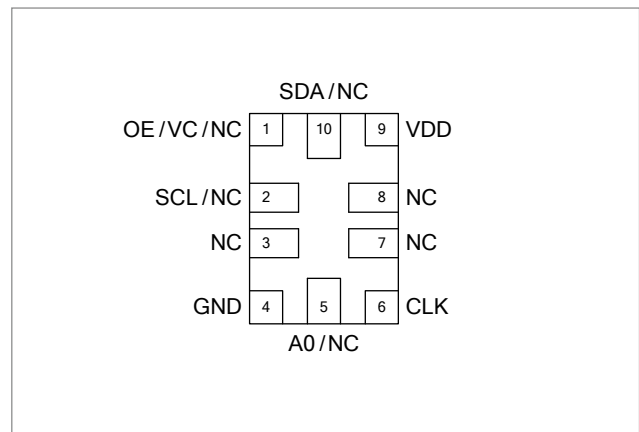 SDA/NC
OE/VC/NC 1 10 9 VDD
SCL/NC 2 8 NC
NC 3 7 NC
GND 4 5 6 CLK
A0/NC